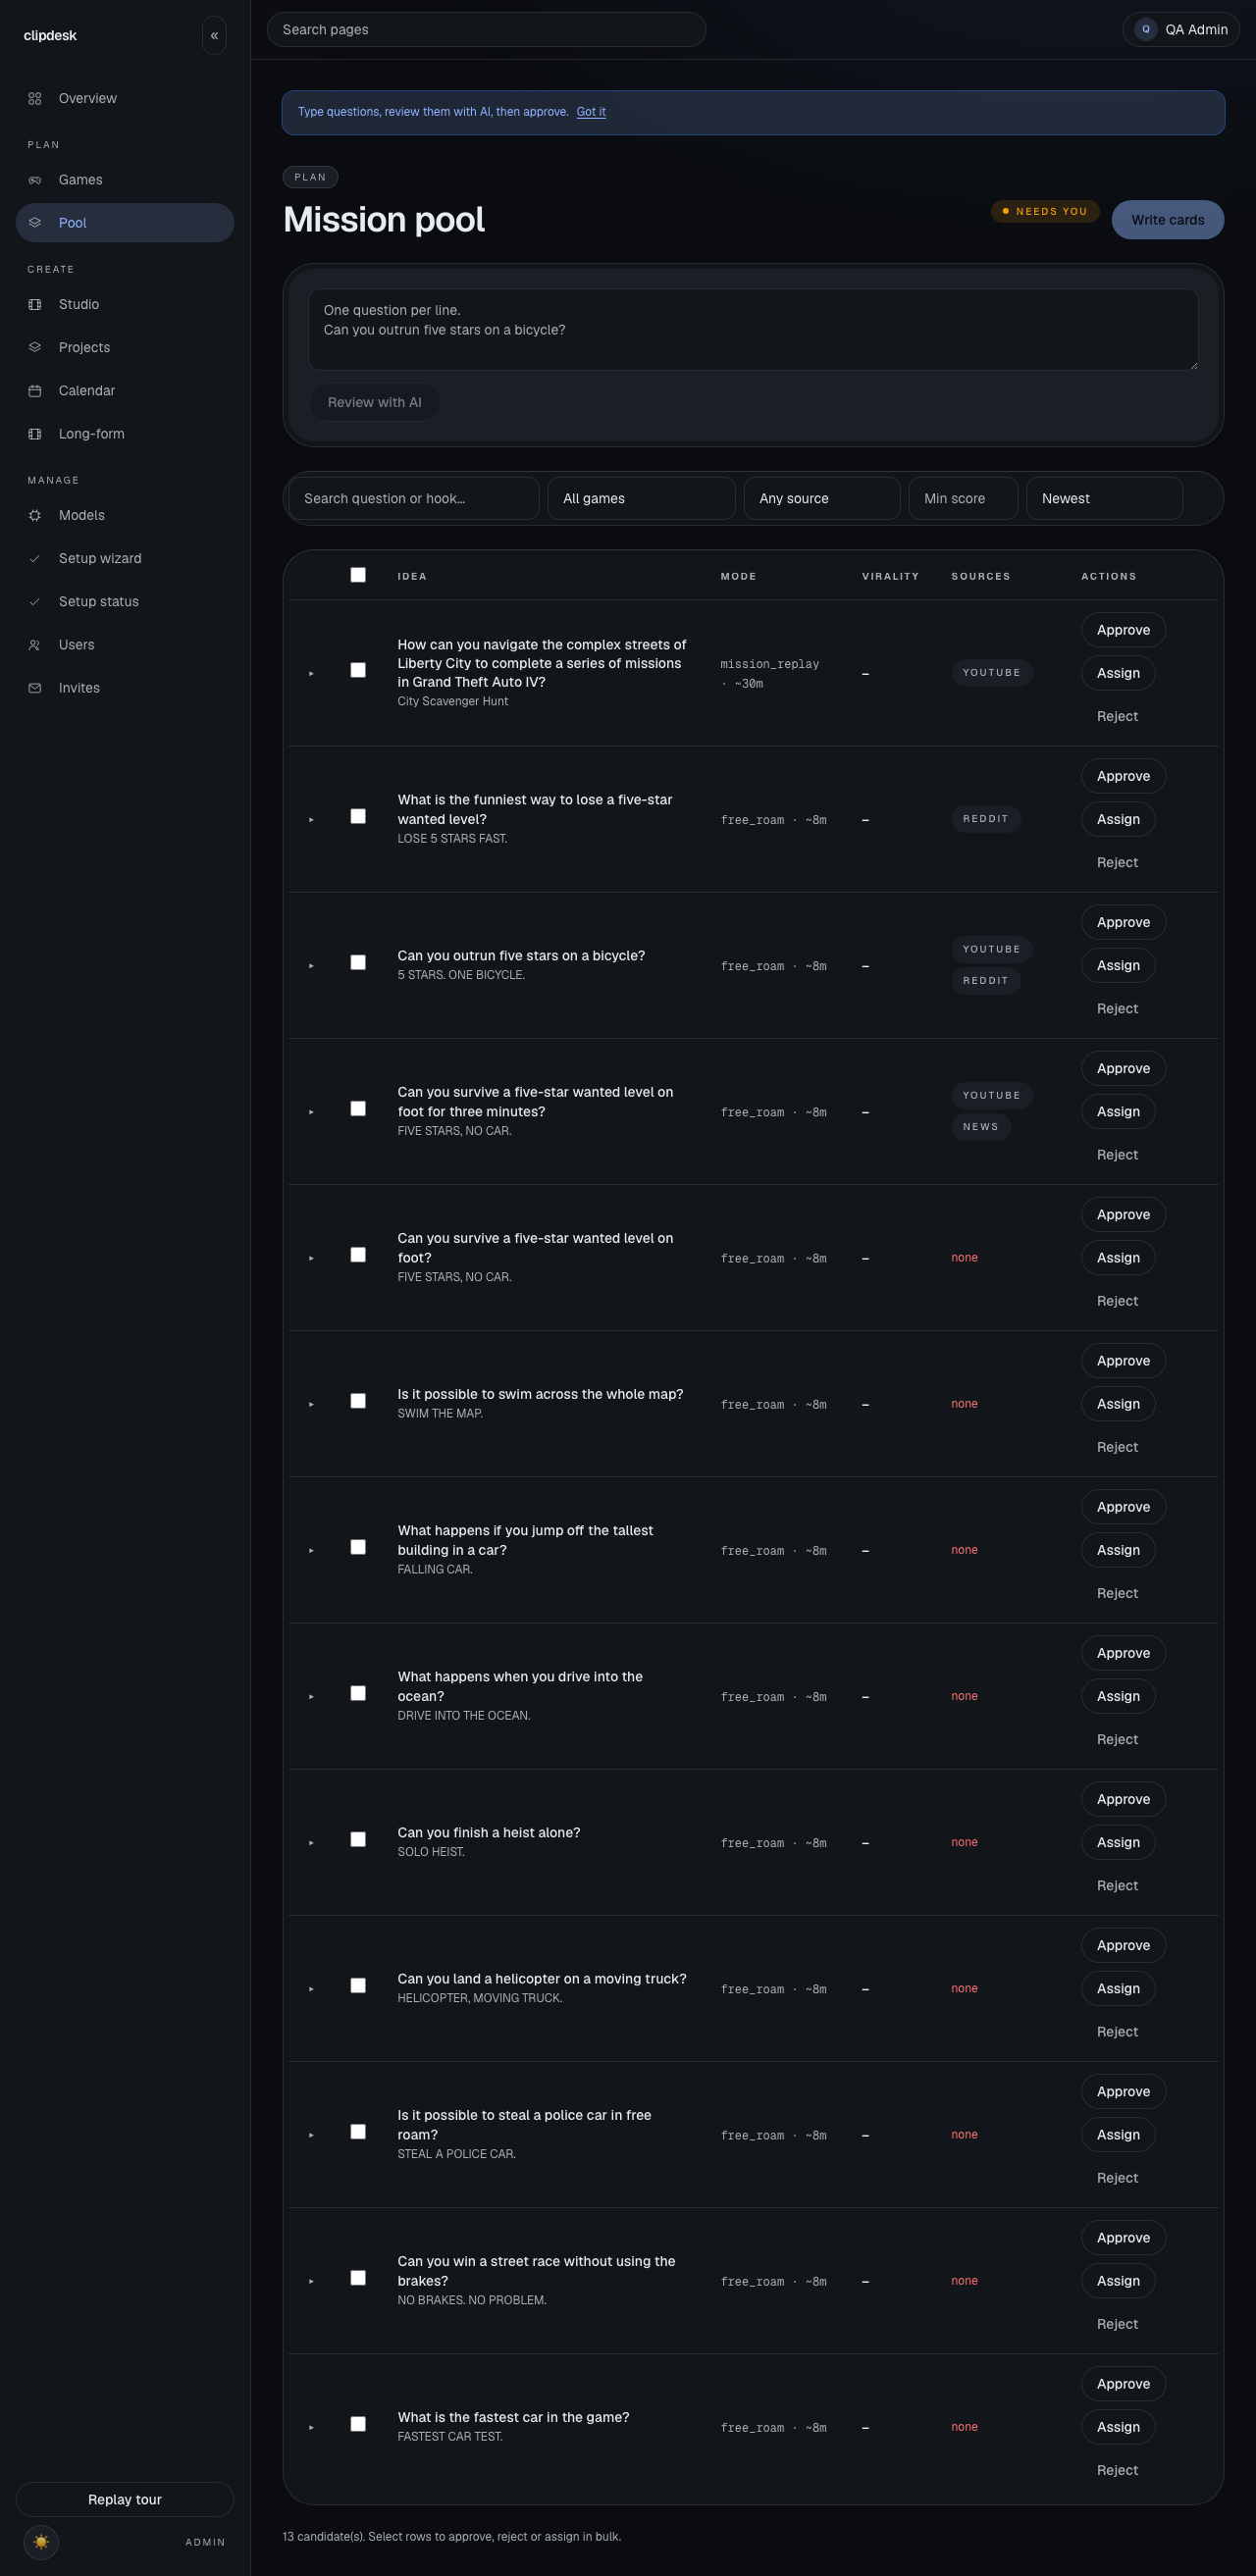 clipdesk
«
Search pages
Q
QA Admin
Overview
PLAN
Games
Pool
CREATE
Studio
Projects
Calendar
Long-form
MANAGE
Models
Setup wizard
Setup status
Users
Invites
Type questions, review them with AI, then approve. Got it
PLAN
Mission pool
NEEDS YOU
Write cards
One question per line.
Can you outrun five stars on a bicycle?
Review with AI
Search question or hook...
All games
Any source
Min score
Newest
IDEA
MODE
VIRALITY
SOURCES
ACTIONS
How can you navigate the complex streets of
Liberty City to complete a series of missions
in Grand Theft Auto IV?
City Scavenger Hunt
mission_replay
· ~30m
–
YOUTUBE
Approve
Assign
Reject
What is the funniest way to lose a five-star
wanted level?
LOSE 5 STARS FAST.
free_roam · ~8m
–
REDDIT
Approve
Assign
Reject
Can you outrun five stars on a bicycle?
5 STARS. ONE BICYCLE.
free_roam · ~8m
–
YOUTUBE
REDDIT
Approve
Assign
Reject
Can you survive a five-star wanted level on
foot for three minutes?
FIVE STARS, NO CAR.
free_roam · ~8m
–
YOUTUBE
NEWS
Approve
Assign
Reject
Can you survive a five-star wanted level on
foot?
FIVE STARS, NO CAR.
free_roam · ~8m
–
none
Approve
Assign
Reject
Is it possible to swim across the whole map?
SWIM THE MAP.
free_roam · ~8m
–
none
Approve
Assign
Reject
What happens if you jump off the tallest
building in a car?
FALLING CAR.
free_roam · ~8m
–
none
Approve
Assign
Reject
What happens when you drive into the
ocean?
DRIVE INTO THE OCEAN.
free_roam · ~8m
–
none
Approve
Assign
Reject
Can you finish a heist alone?
SOLO HEIST.
free_roam · ~8m
–
none
Approve
Assign
Reject
Can you land a helicopter on a moving truck?
HELICOPTER, MOVING TRUCK.
free_roam · ~8m
–
none
Approve
Assign
Reject
Is it possible to steal a police car in free
roam?
STEAL A POLICE CAR.
free_roam · ~8m
–
none
Approve
Assign
Reject
Can you win a street race without using the
brakes?
NO BRAKES. NO PROBLEM.
free_roam · ~8m
–
none
Approve
Assign
Reject
What is the fastest car in the game?
FASTEST CAR TEST.
free_roam · ~8m
–
none
Approve
Assign
Reject
Replay tour
ADMIN
13 candidate(s). Select rows to approve, reject or assign in bulk.